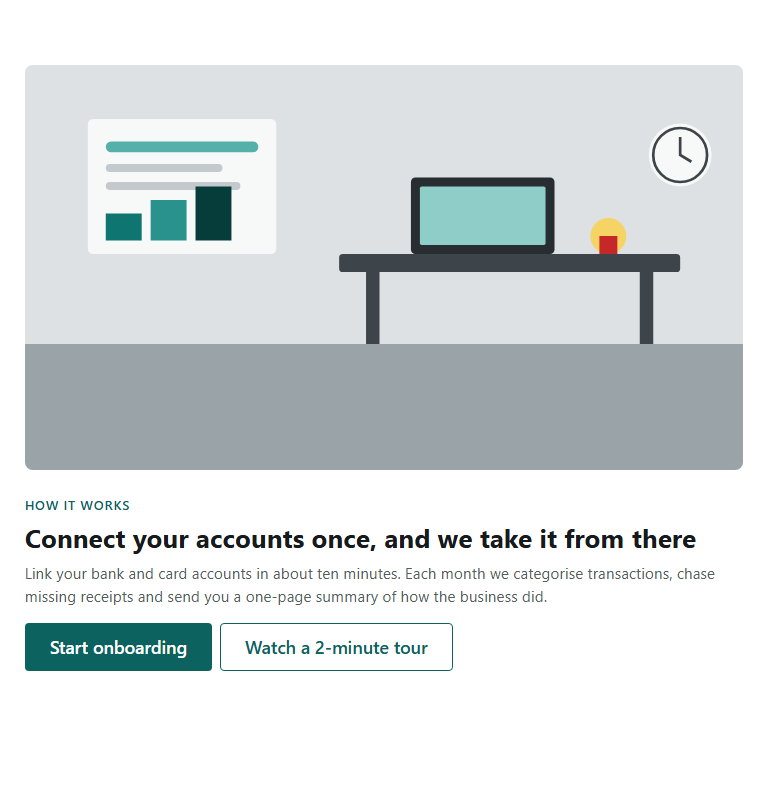 HOW IT WORKS
Connect your accounts once, and we take it from there
Link your bank and card accounts in about ten minutes. Each month we categorise transactions, chase
missing receipts and send you a one-page summary of how the business did.
Start onboarding
Watch a 2-minute tour